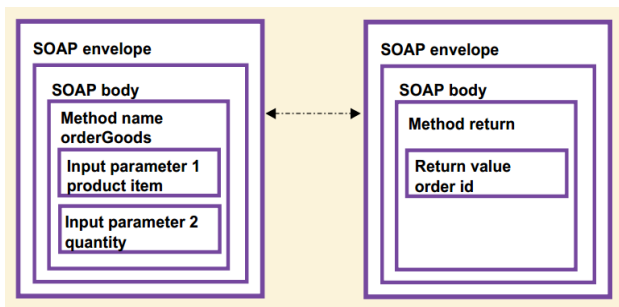 SOAP envelope
SOAP body
Method name
orderGoods
Input parameter 1
product item
Input parameter 2
quantity
SOAP envelope
SOAP body
Method return
Return value
order id